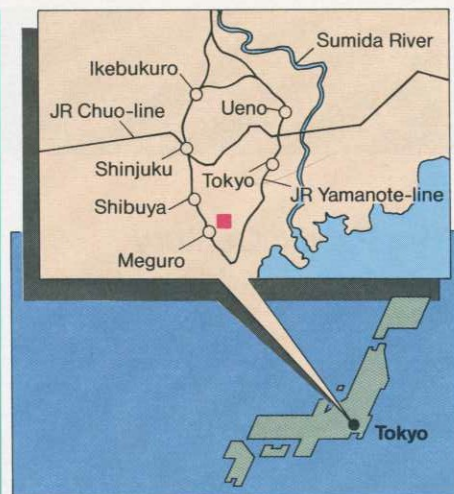 Sumida River
Ikebukuro
JR Chuo-line
Ueno
Shinjuku
Tokyo
Shibuya
JR Yamanote-line
Meguro
Tokyo